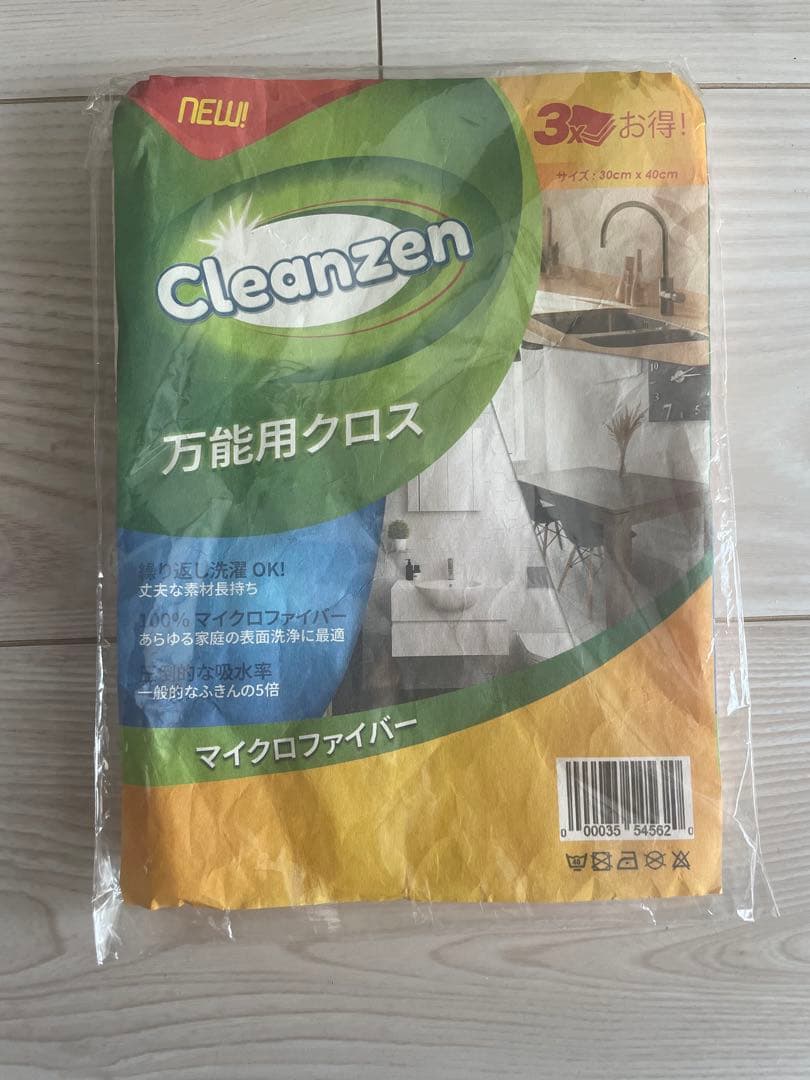 NEW!
3x お得!
サイズ : 30cm x 40cm
Cleanzen
万能用クロス
繰り返し洗濯 OK!
丈夫な素材長持ち
100% マイクロファイバー
あらゆる家庭の表面洗浄に最適
圧倒的な吸水率
一般的なふきんの5倍
マイクロファイバー
0 00035 54562 0
10
7 5
40